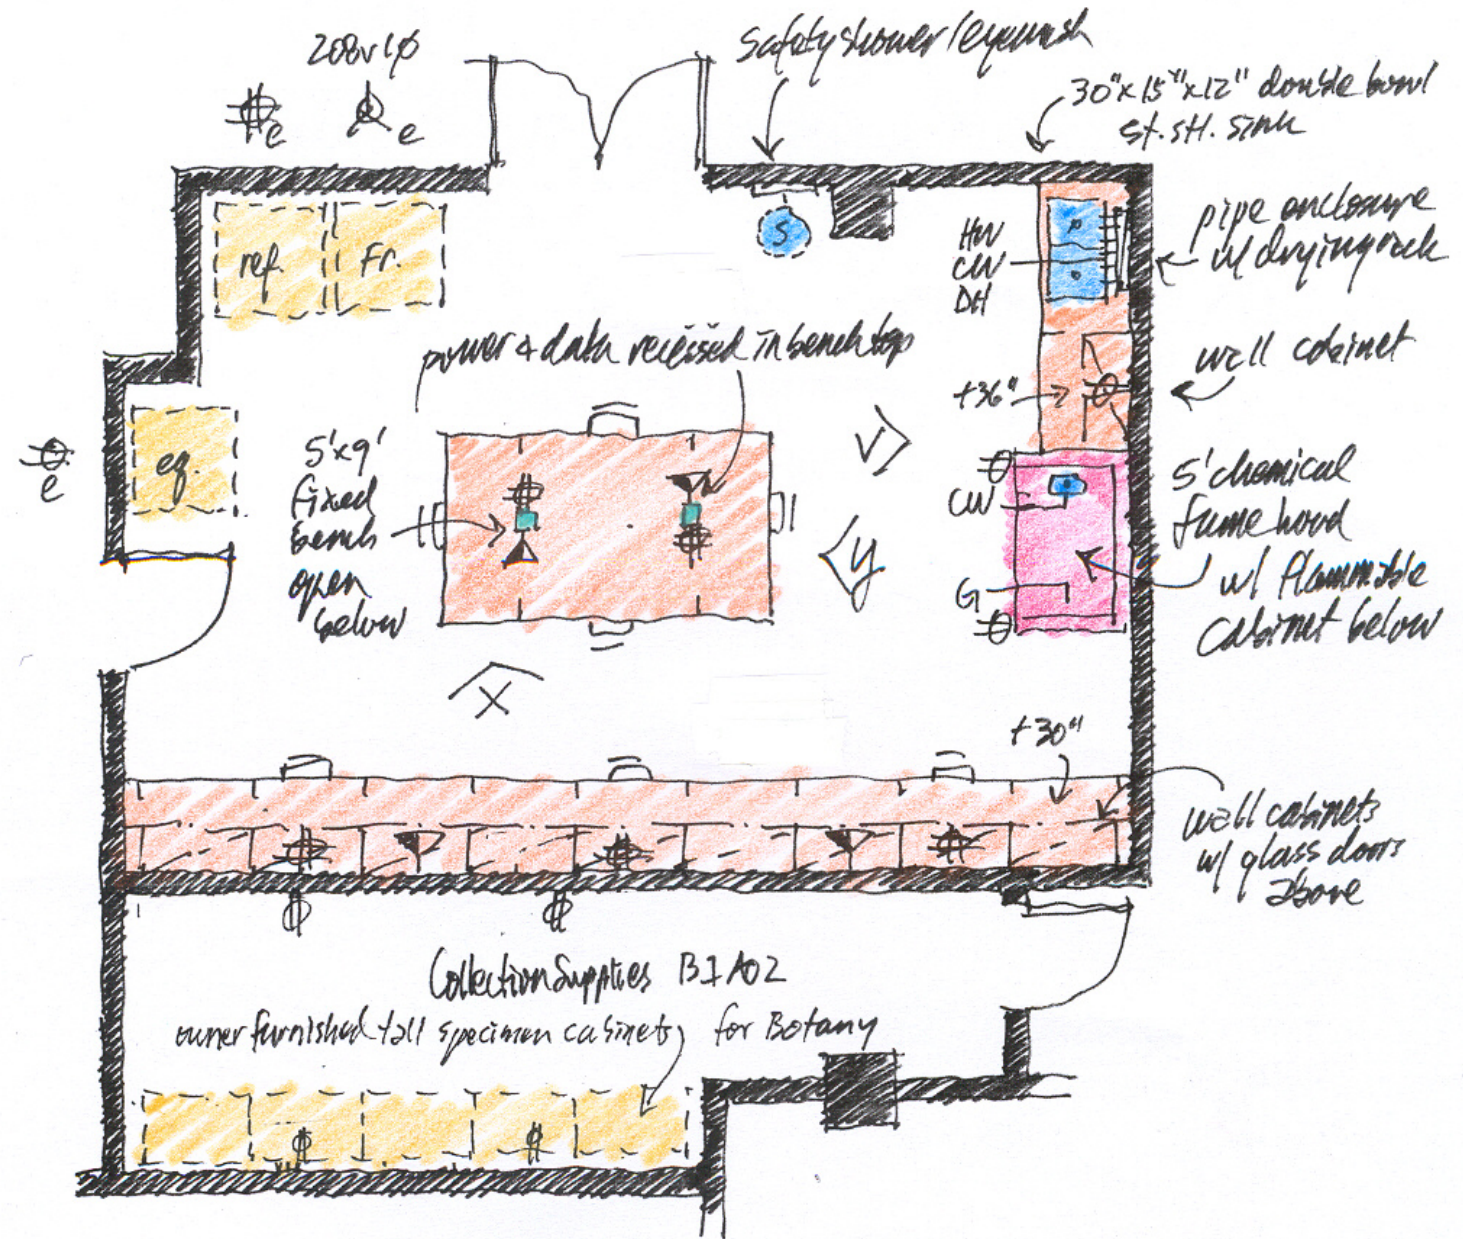 208v1φ
e
e
safety shower/eyewash
30"x15"x12" double bowl
st. stl. sink
ref.
Fr.
S
HW
CW
DH
pipe enclosure
w/ drying rack
power & data recessed in bench top
wall cabinet
+36"
eq.
e
5'x9'
fixed
bench
open
below
V
Y
X
CW
G
5' chemical
fume hood
w/ flammable
cabinet below
+30"
wall cabinets
w/ glass doors
above
Collection Supplies B1A02
owner furnished tall specimen cabinets, for Botany